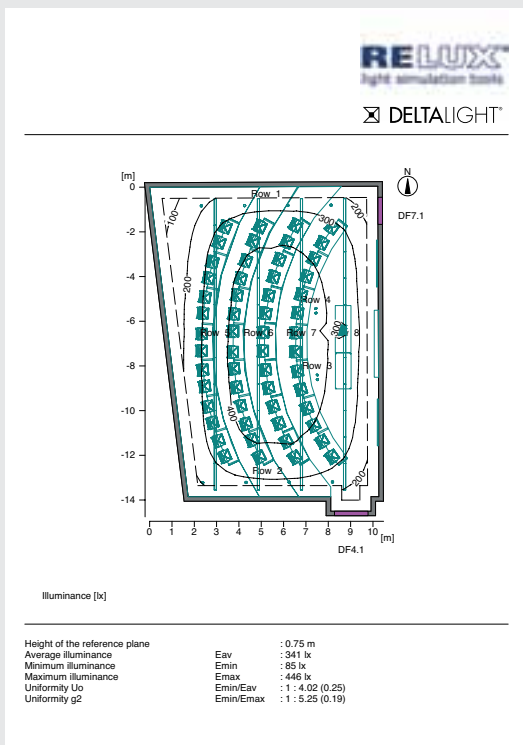 RELUX™
light simulation tools
DELTALIGHT®
[m]
N
0
Row 1
DF7.1
100
300
200
-2
200
-4
Row 4
-6
Row 5
Row 6
Row 7
300
8
-8
Row 3
-10
400
-12
Row 2
200
-14
0 1 2 3 4 5 6 7 8 9 10
[m]
DF4.1
Illuminance [lx]
Height of the reference plane : 0.75 m
Average illuminance Eav : 341 lx
Minimum illuminance Emin : 85 lx
Maximum illuminance Emax : 446 lx
Uniformity Uo Emin/Eav : 1 : 4.02 (0.25)
Uniformity g2 Emin/Emax : 1 : 5.25 (0.19)